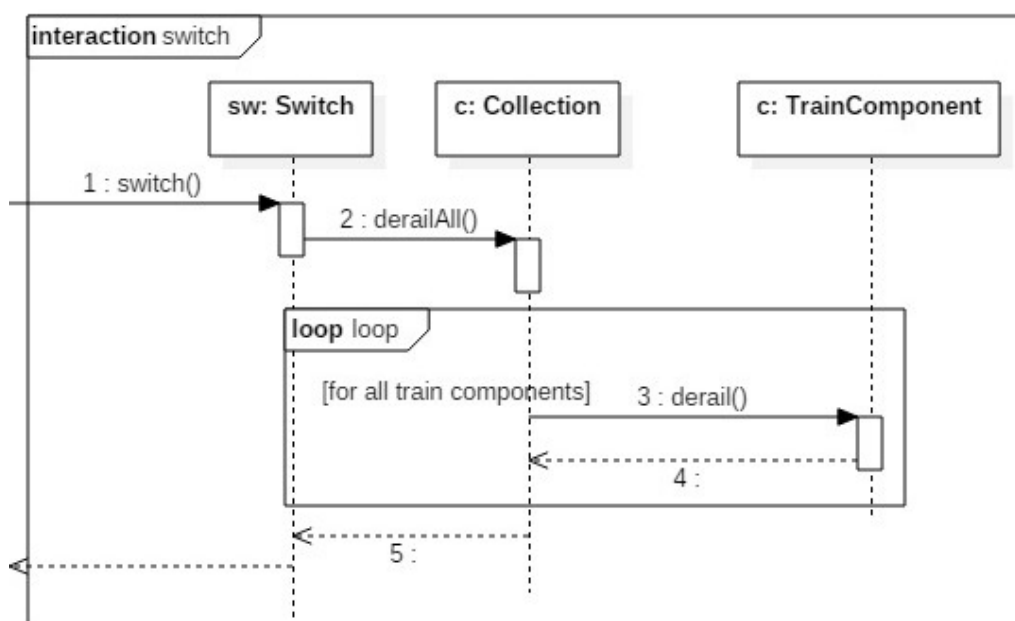 interaction switch
sw: Switch
c: Collection
c: TrainComponent
1 : switch()
2 : derailAll()
loop loop
[for all train components]
3 : derail()
4 :
5 :